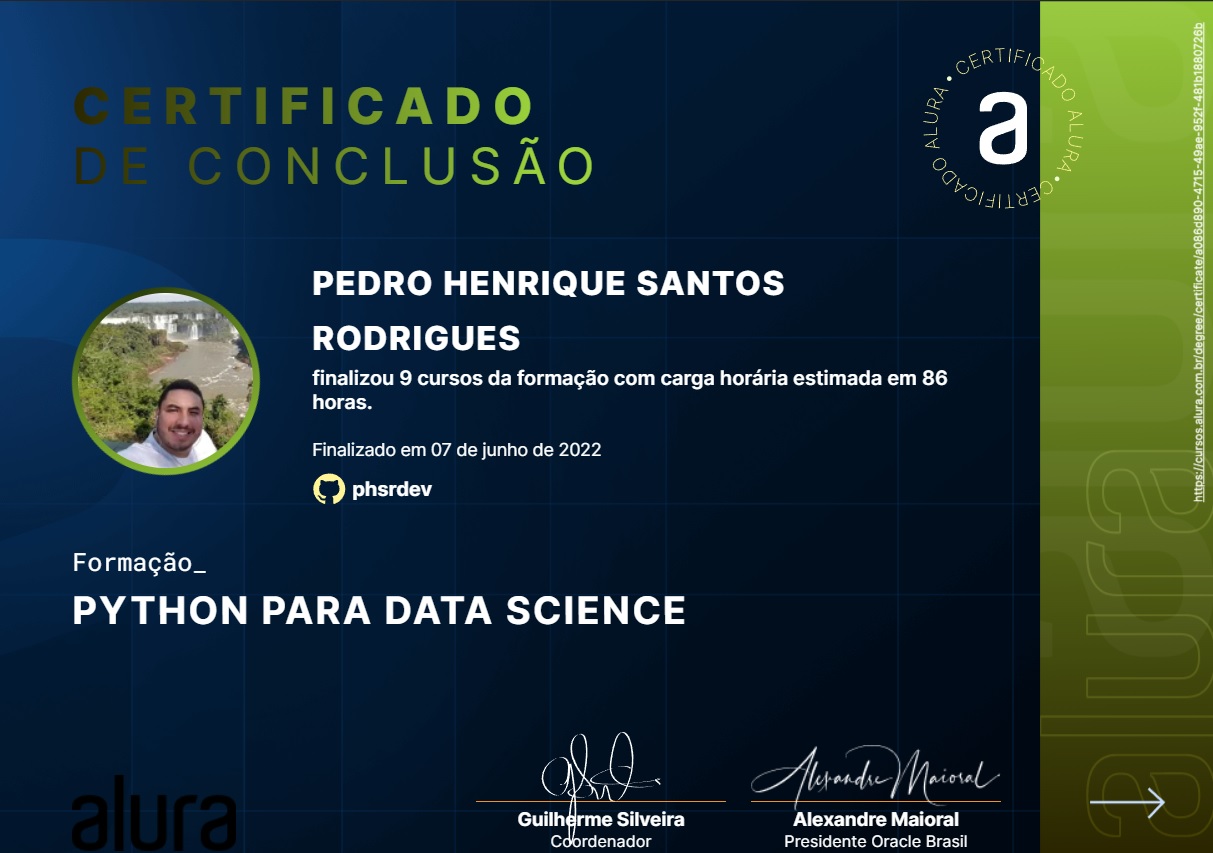 CERTIFICADO
DE CONCLUSÃO
CERTIFICADO ALURA • CERTIFICADO ALURA •
a
PEDRO HENRIQUE SANTOS
RODRIGUES
finalizou 9 cursos da formação com carga horária estimada em 86
horas.
Finalizado em 07 de junho de 2022
phsrdev
Formação_
PYTHON PARA DATA SCIENCE
Alexandre Maioral
Guilherme Silveira
Coordenador
Alexandre Maioral
Presidente Oracle Brasil
alura
alura
https://cursos.alura.com.br/degree/certificate/a086d890-4715-49ae-952f-481b1880726b